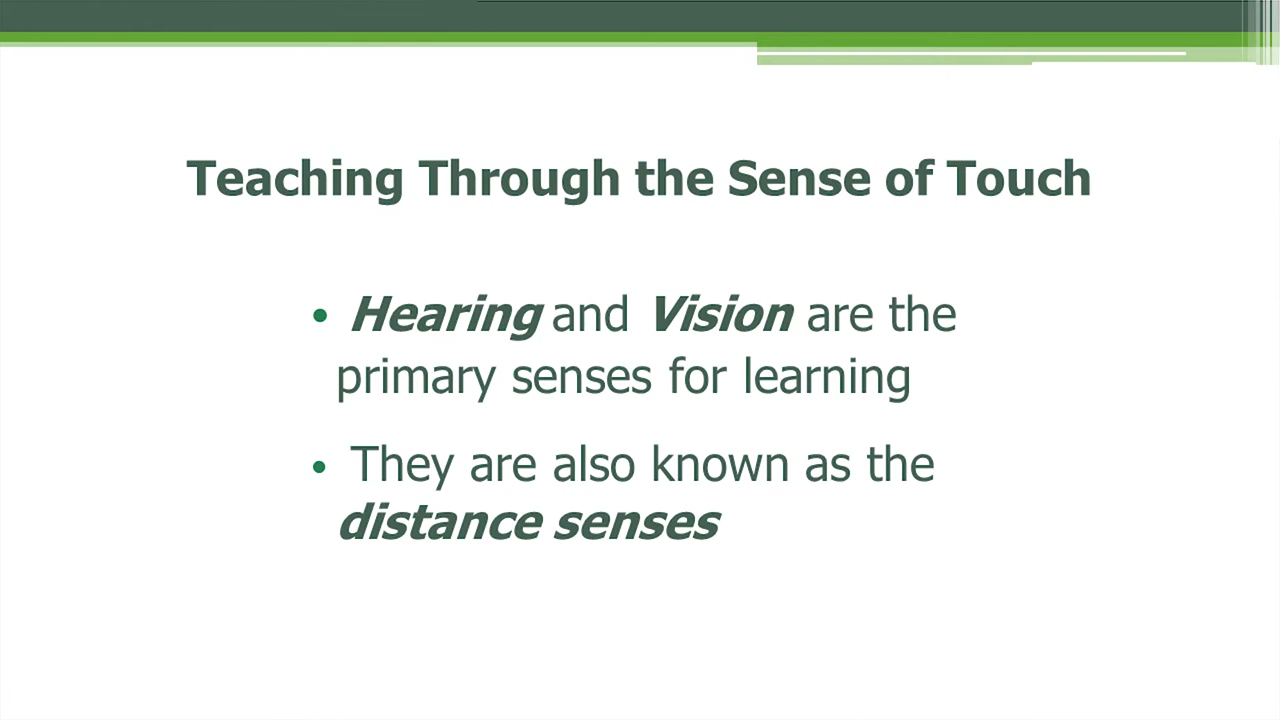 Teaching Through the Sense of Touch
• Hearing and Vision are the
primary senses for learning
• They are also known as the
distance senses